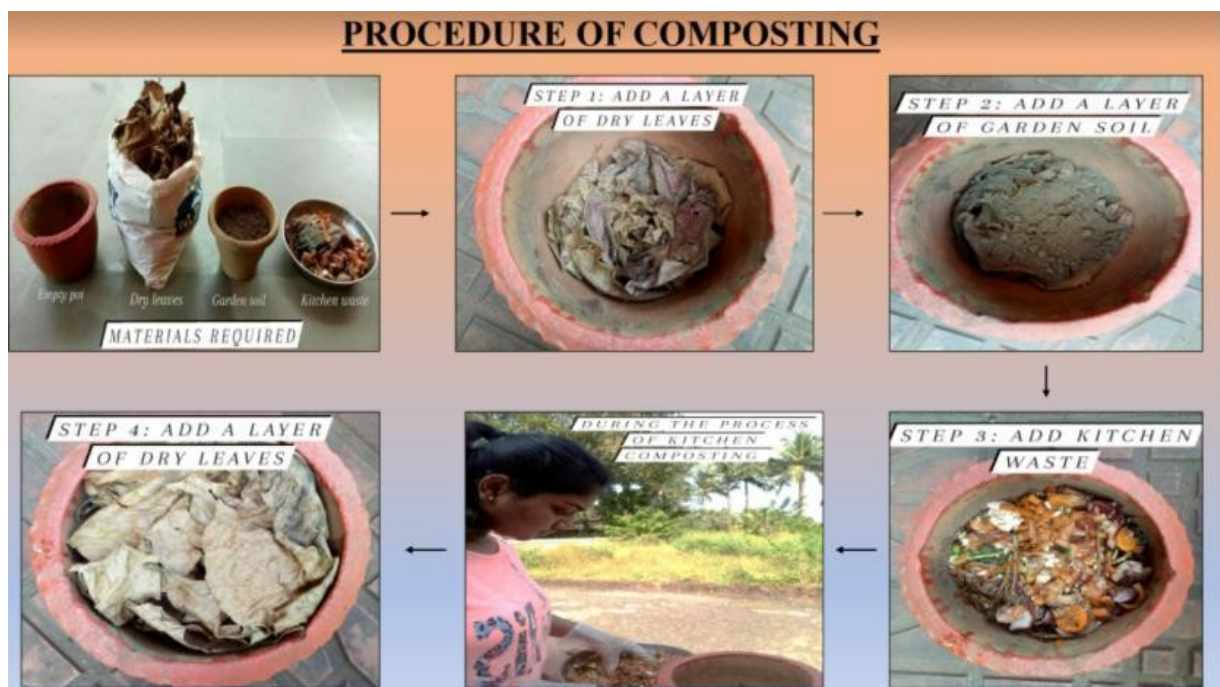 PROCEDURE OF COMPOSTING
Empty pot
Dry leaves
Garden soil
Kitchen waste
MATERIALS REQUIRED
STEP 1: ADD A LAYER
OF DRY LEAVES
STEP 2: ADD A LAYER
OF GARDEN SOIL
STEP 3: ADD KITCHEN
WASTE
DURING THE PROCESS
OF KITCHEN
COMPOSTING
STEP 4: ADD A LAYER
OF DRY LEAVES